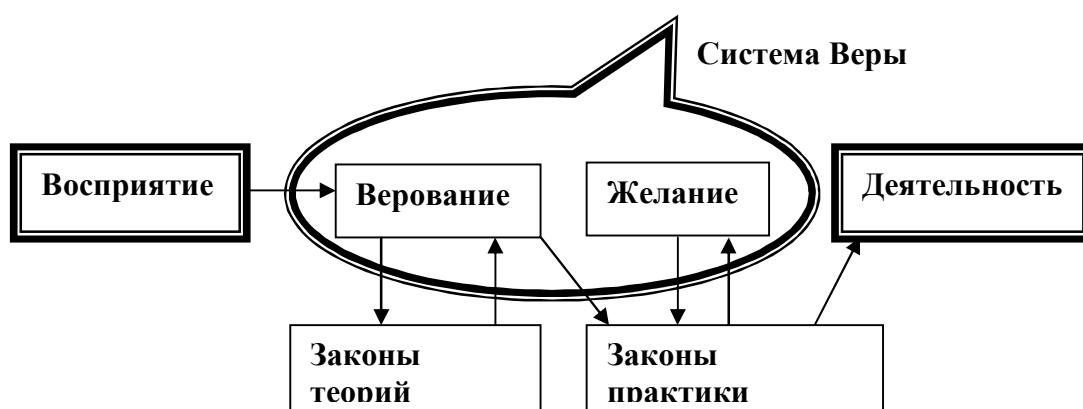 Система Веры
Восприятие
Верование
Желание
Деятельность
Законы
теорий
Законы
практики